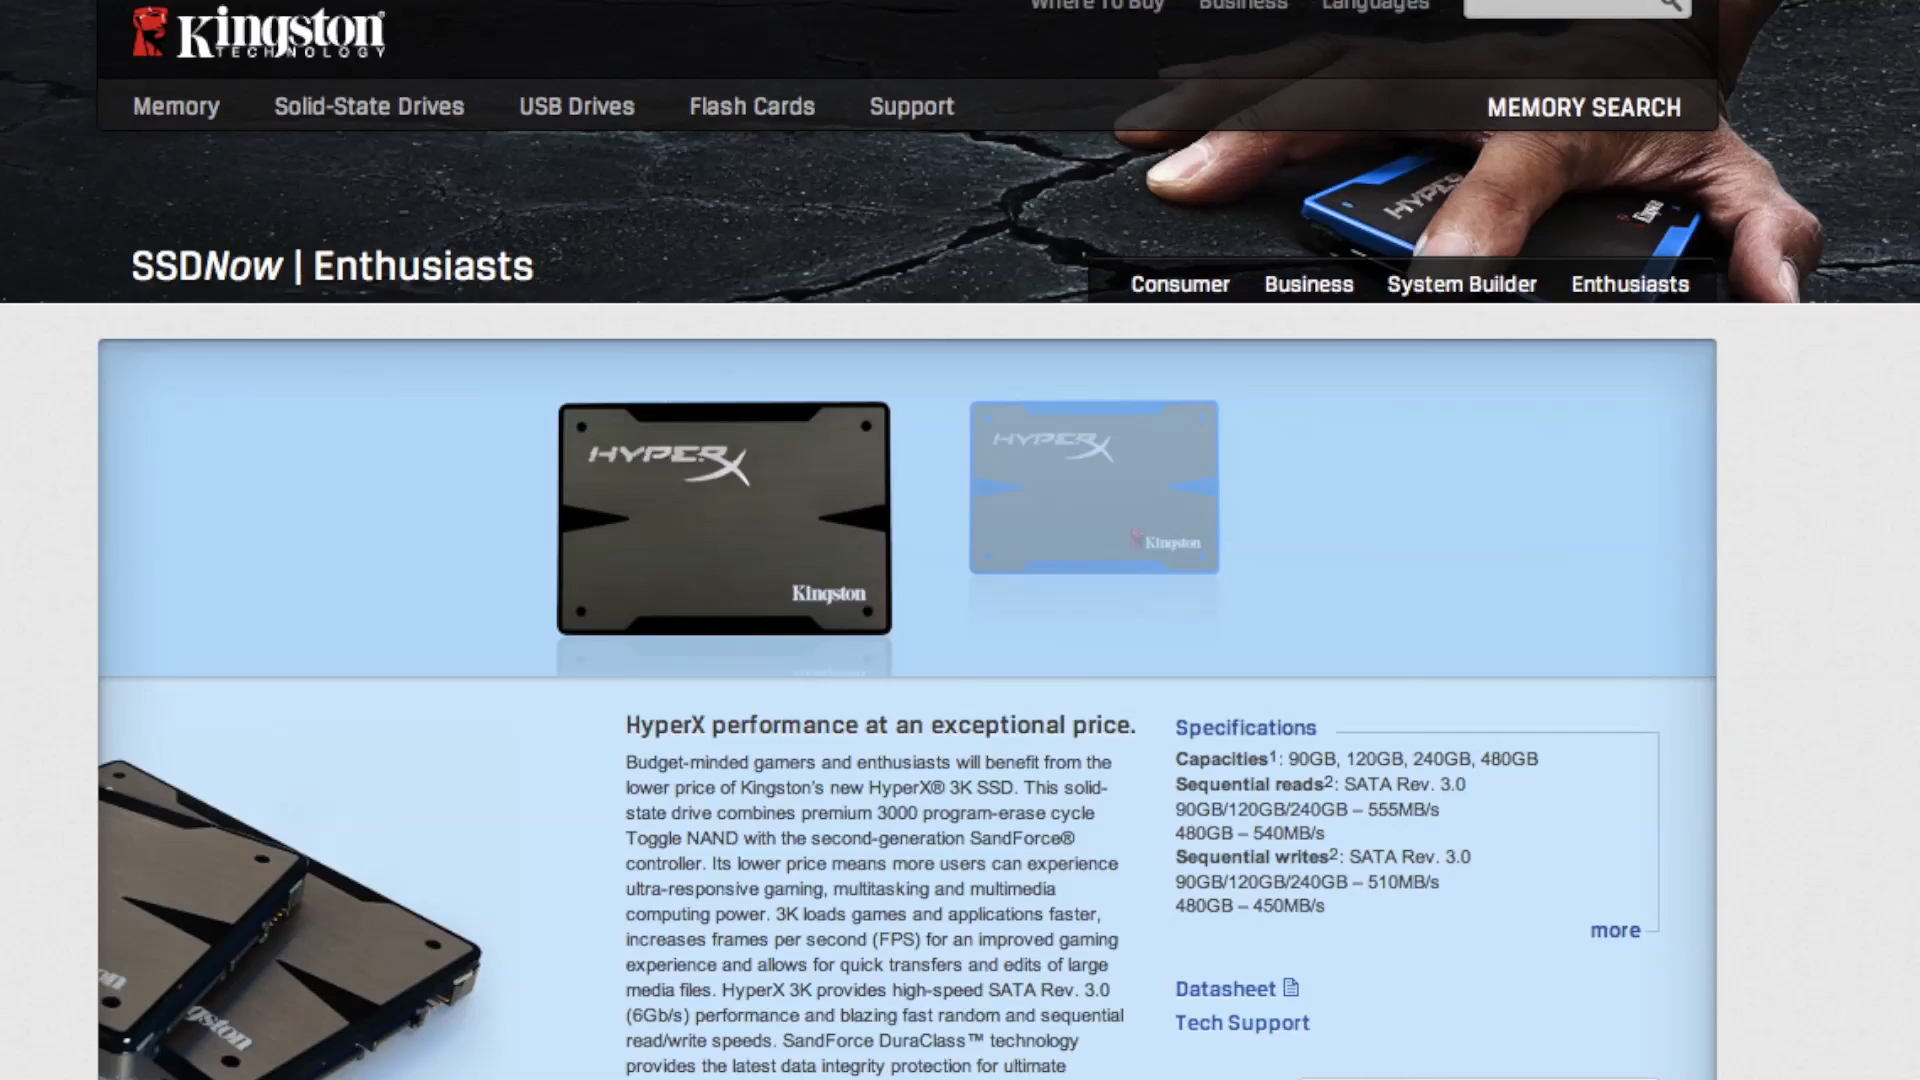 Where To Buy Business Languages
Kingston
TECHNOLOGY
Memory Solid-State Drives USB Drives Flash Cards Support MEMORY SEARCH
HYPERX
Kingston
SSDNow | Enthusiasts
Consumer Business System Builder Enthusiasts
HYPERX
Kingston
HYPERX
Kingston
HyperX performance at an exceptional price.
Budget-minded gamers and enthusiasts will benefit from the
lower price of Kingston's new HyperX® 3K SSD. This solid-
state drive combines premium 3000 program-erase cycle
Toggle NAND with the second-generation SandForce®
controller. Its lower price means more users can experience
ultra-responsive gaming, multitasking and multimedia
computing power. 3K loads games and applications faster,
increases frames per second (FPS) for an improved gaming
experience and allows for quick transfers and edits of large
media files. HyperX 3K provides high-speed SATA Rev. 3.0
(6Gb/s) performance and blazing fast random and sequential
read/write speeds. SandForce DuraClass™ technology
provides the latest data integrity protection for ultimate
Specifications
Capacities¹: 90GB, 120GB, 240GB, 480GB
Sequential reads²: SATA Rev. 3.0
90GB/120GB/240GB – 555MB/s
480GB – 540MB/s
Sequential writes²: SATA Rev. 3.0
90GB/120GB/240GB – 510MB/s
480GB – 450MB/s
more
Datasheet
Tech Support